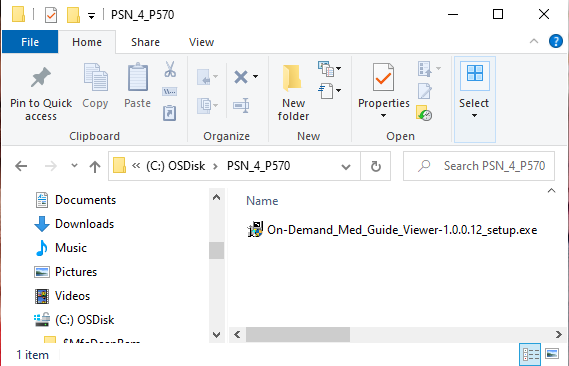 PSN_4_P570
File Home Share View
Pin to Quick access
Copy
Paste
New folder
Properties
Select
Clipboard Organize New Open
(C:) OSDisk PSN_4_P570 Search PSN_4_P570
Documents
Downloads
Music
Pictures
Videos
(C:) OSDisk
Name
On-Demand_Med_Guide_Viewer-1.0.0.12_setup.exe
1 item